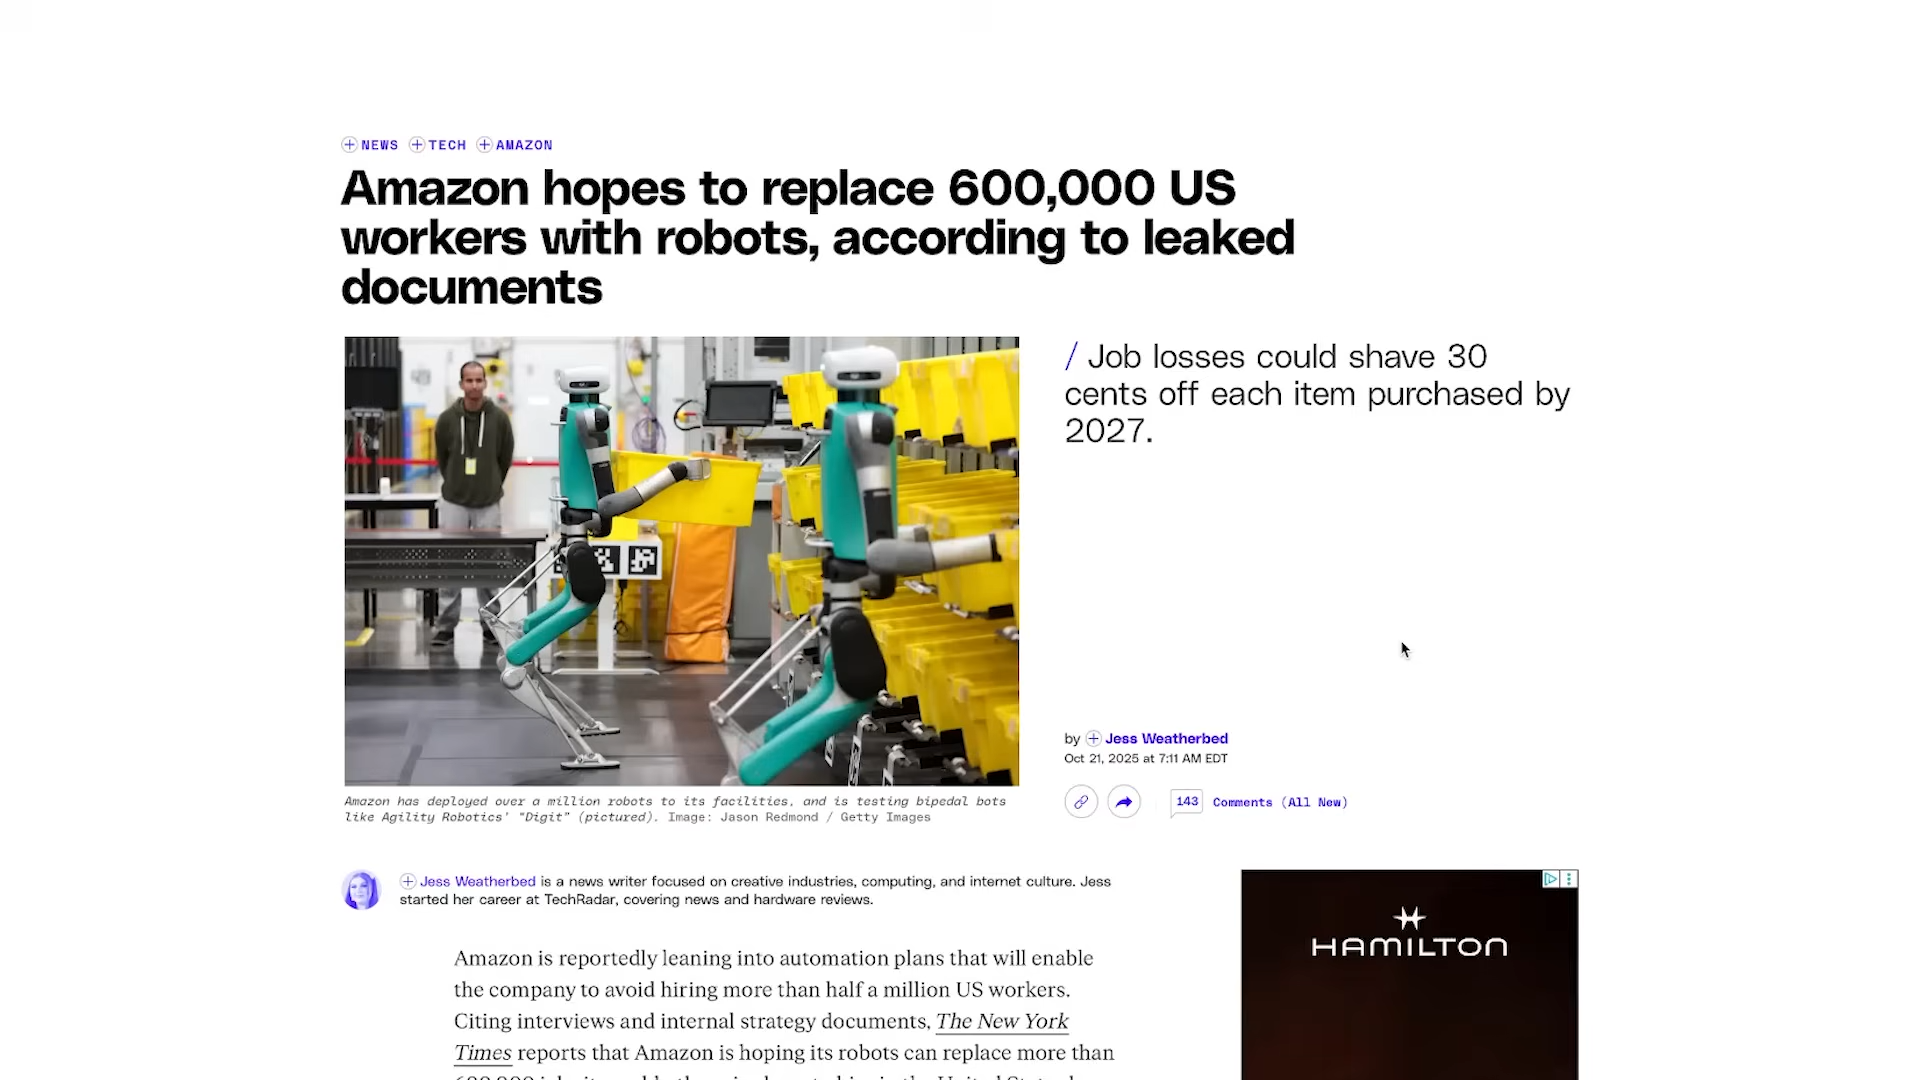 NEWS TECH AMAZON
Amazon hopes to replace 600,000 US
workers with robots, according to leaked
documents
/ Job losses could shave 30
cents off each item purchased by
2027.
by Jess Weatherbed
Oct 21, 2025 at 7:11 AM EDT
143 Comments (All New)
Amazon has deployed over a million robots to its facilities, and is testing bipedal bots
like Agility Robotics' "Digit" (pictured). Image: Jason Redmond / Getty Images
Jess Weatherbed is a news writer focused on creative industries, computing, and internet culture. Jess
started her career at TechRadar, covering news and hardware reviews.
Amazon is reportedly leaning into automation plans that will enable
the company to avoid hiring more than half a million US workers.
Citing interviews and internal strategy documents, The New York
Times reports that Amazon is hoping its robots can replace more than
HAMILTON